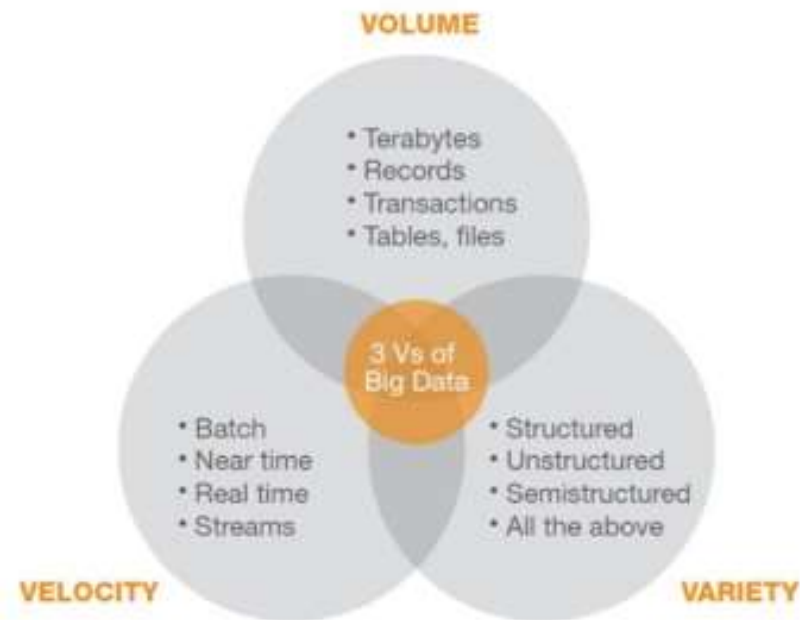 VOLUME
• Terabytes
• Records
• Transactions
• Tables, files
3 Vs of
Big Data
• Batch
• Near time
• Real time
• Streams
• Structured
• Unstructured
• Semistructured
• All the above
VELOCITY
VARIETY